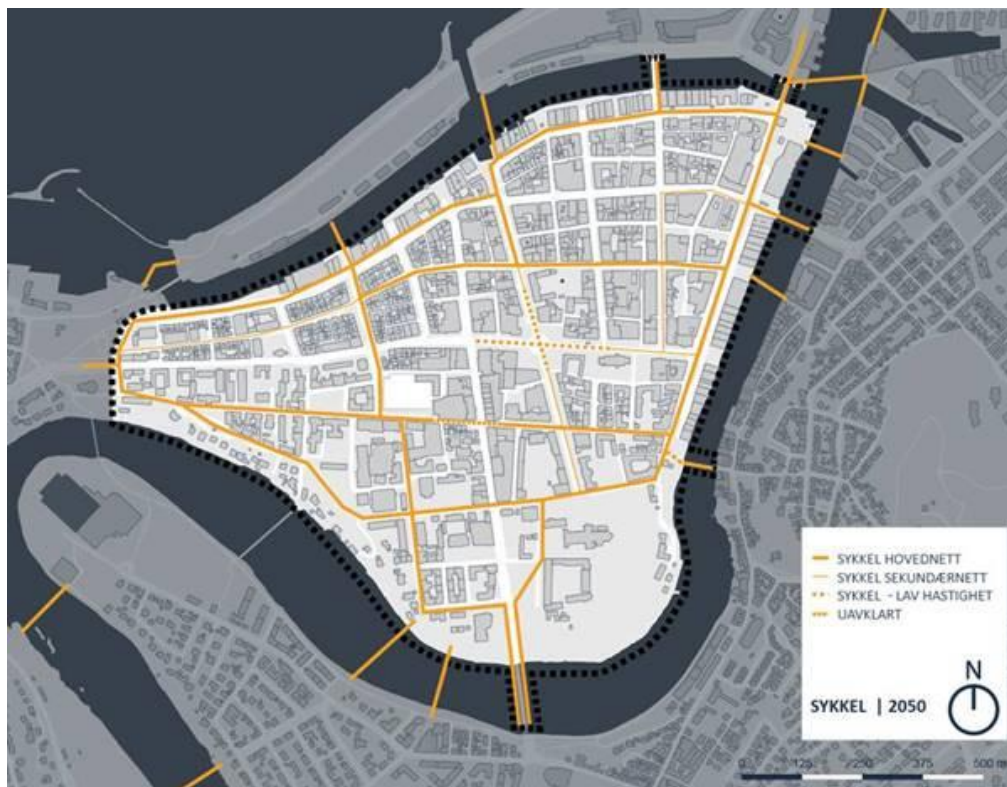 SYKKEL HOVEDNETT
SYKKEL SEKUNDÆRNETT
SYKKEL - LAV HASTIGHET
UAVKLART
N
SYKKEL | 2050
0 125 250 375 500 m